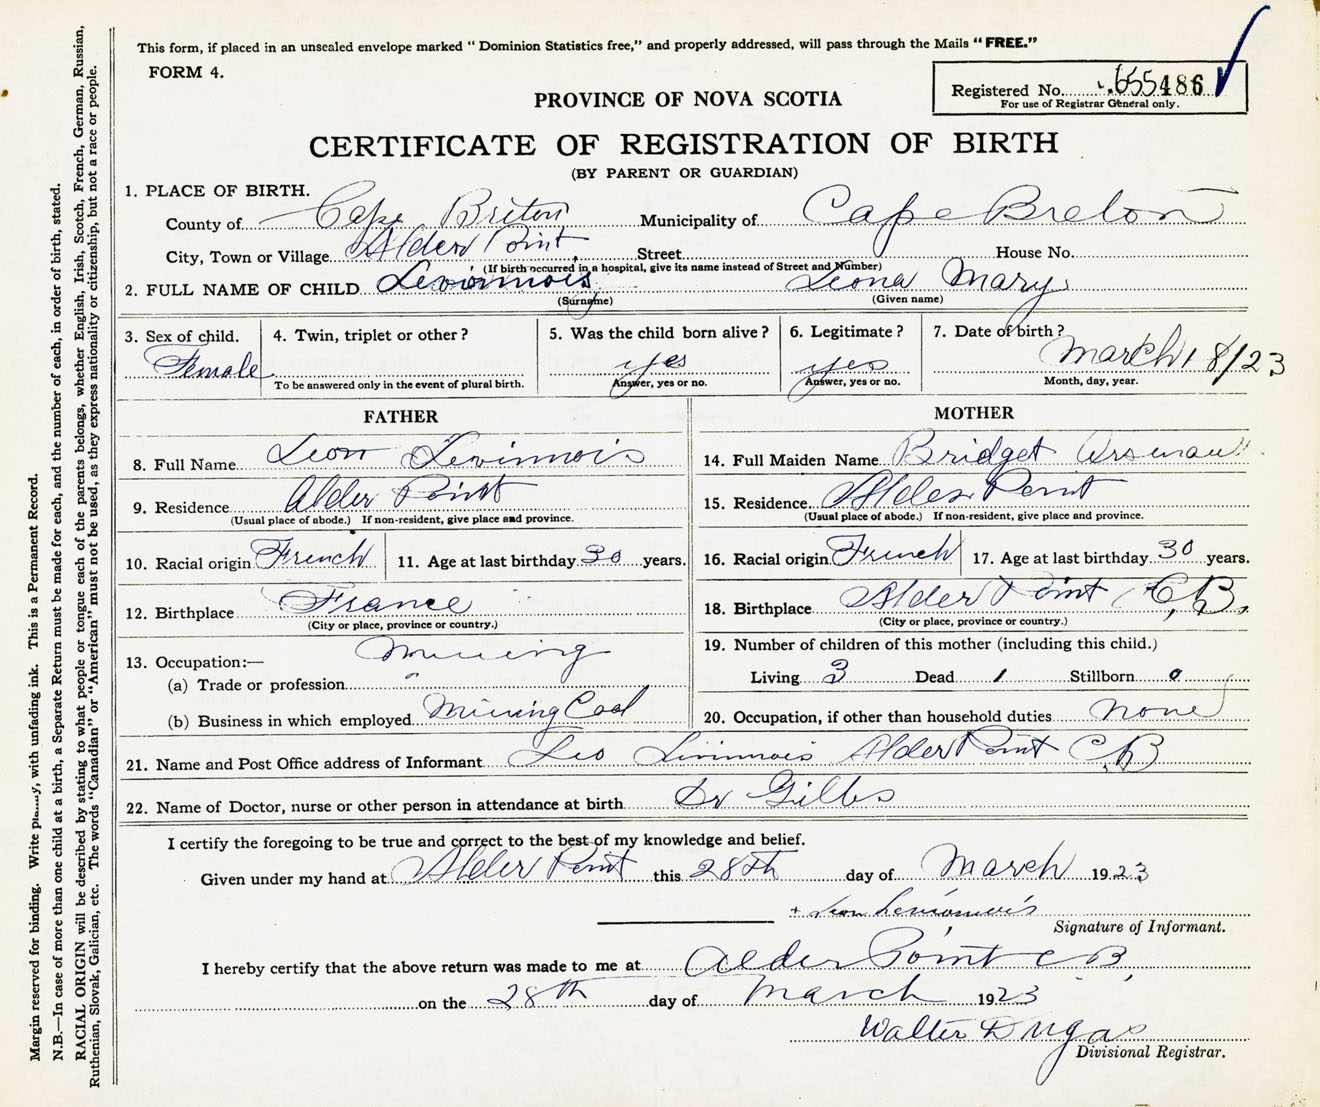 This form, if placed in an unsealed envelope marked “Dominion Statistics free,” and properly addressed, will pass through the Mails “FREE.”
FORM 4.
Registered No. 655486
For use of Registrar General only.
PROVINCE OF NOVA SCOTIA
CERTIFICATE OF REGISTRATION OF BIRTH
(BY PARENT OR GUARDIAN)
1. PLACE OF BIRTH.
County of Cape Briton Municipality of Cape Breton
City, Town or Village Alder Point Street House No.
(If birth occurred in a hospital, give its name instead of Street and Number)
2. FULL NAME OF CHILD Leona Mary
(Surname) (Given name)
3. Sex of child. 4. Twin, triplet or other? 5. Was the child born alive? 6. Legitimate? 7. Date of birth?
Female yes yes March 18/23
To be answered only in the event of plural birth. Answer, yes or no. Answer, yes or no. Month, day, year.
FATHER MOTHER
8. Full Name Leon Levinnois 14. Full Maiden Name Bridget
9. Residence Alder Point 15. Residence Alder Point
(Usual place of abode.) If non-resident, give place and province. (Usual place of abode.) If non-resident, give place and province.
10. Racial origin French 11. Age at last birthday 30 years. 16. Racial origin French 17. Age at last birthday 30 years.
12. Birthplace France 18. Birthplace Alder Point C,B,
(City or place, province or country.) (City or place, province or country.)
13. Occupation:— Mining 19. Number of children of this mother (including this child.)
(a) Trade or profession " Living 3 Dead 1 Stillborn 0
(b) Business in which employed Mining Coal 20. Occupation, if other than household duties none
21. Name and Post Office address of Informant Leo Alder Point C,B
22. Name of Doctor, nurse or other person in attendance at birth Dr
I certify the foregoing to be true and correct to the best of my knowledge and belief.
Given under my hand at Alder Point this 28th day of March 1923
+ Leon
Signature of Informant.
I hereby certify that the above return was made to me at Alder Point C B,
on the 28th day of March 1923
Walter Dugas
Divisional Registrar.
Margin reserved for binding. Write with unfading ink. This is a Permanent Record.
N.B.—In case of more than one child at a birth, a Separate Return must be made for each, and the number of each, in order of birth, stated.
RACIAL ORIGIN will be described by stating to what people or tongue each of the parents belongs, whether English, Irish, Scotch, French, German, Russian,
Ruthenian, Slovak, Galician, etc. The words “Canadian” or “American” must not be used, as they express nationality or citizenship, but not a race or people.